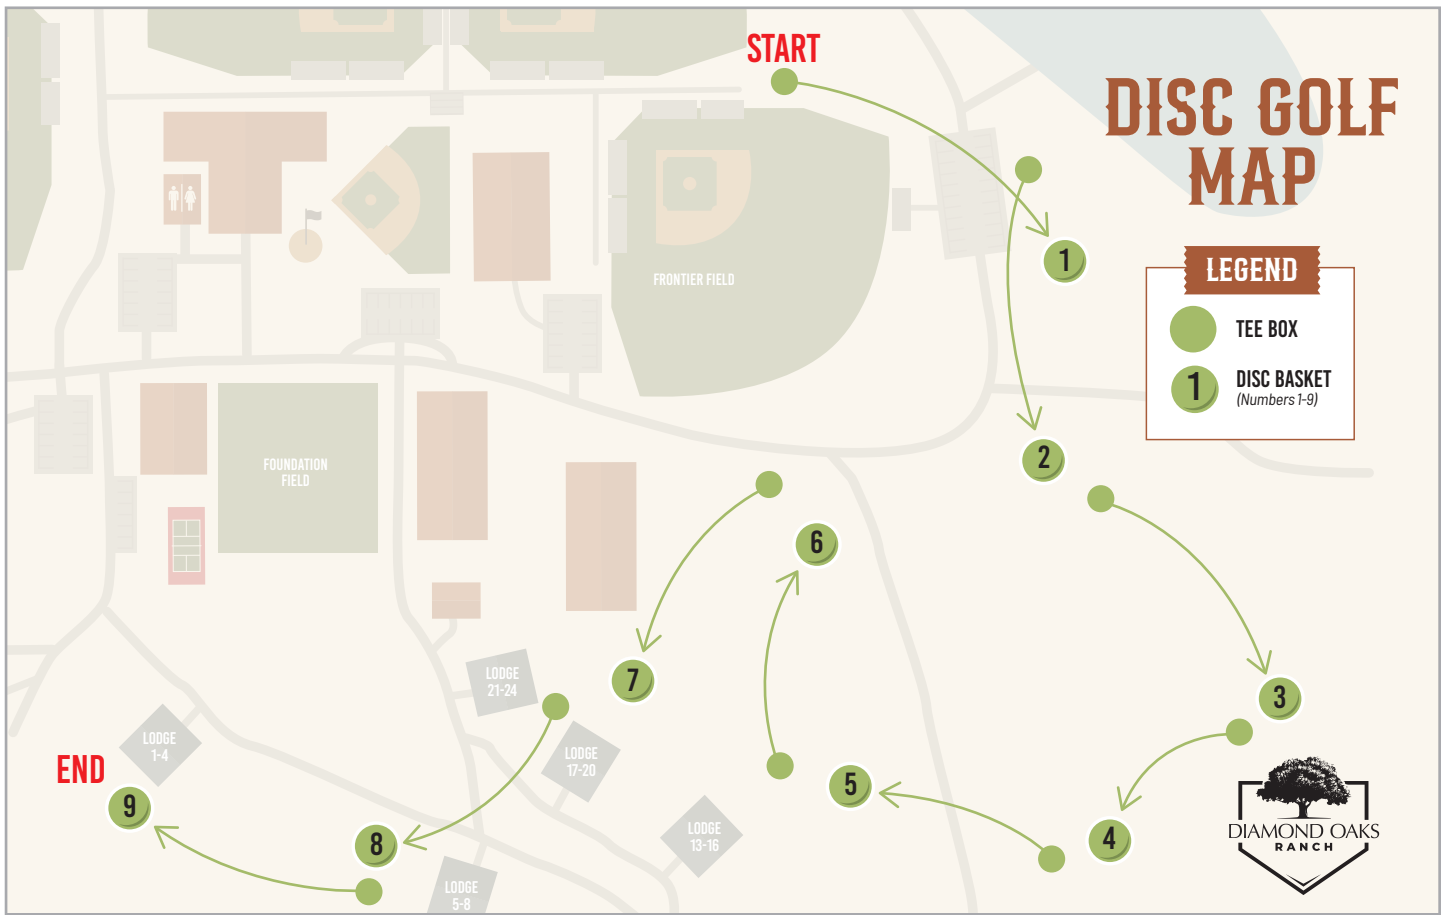 START
DISC GOLF
MAP
LEGEND
TEE BOX
1
DISC BASKET
(Numbers 1-9)
FRONTIER FIELD
1
2
FOUNDATION
FIELD
6
7
3
LODGE
21-24
LODGE
1-4
LODGE
17-20
END
9
5
4
8
LODGE
13-16
LODGE
5-8
DIAMOND OAKS
RANCH